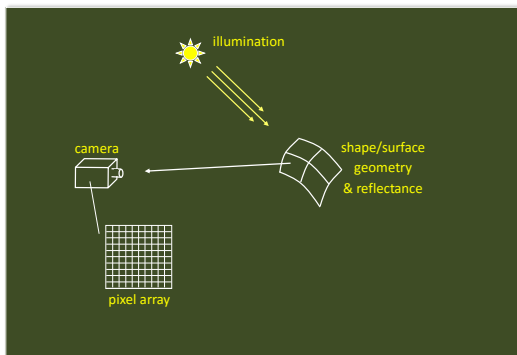 illumination
camera
shape/surface
geometry
& reflectance
pixel array